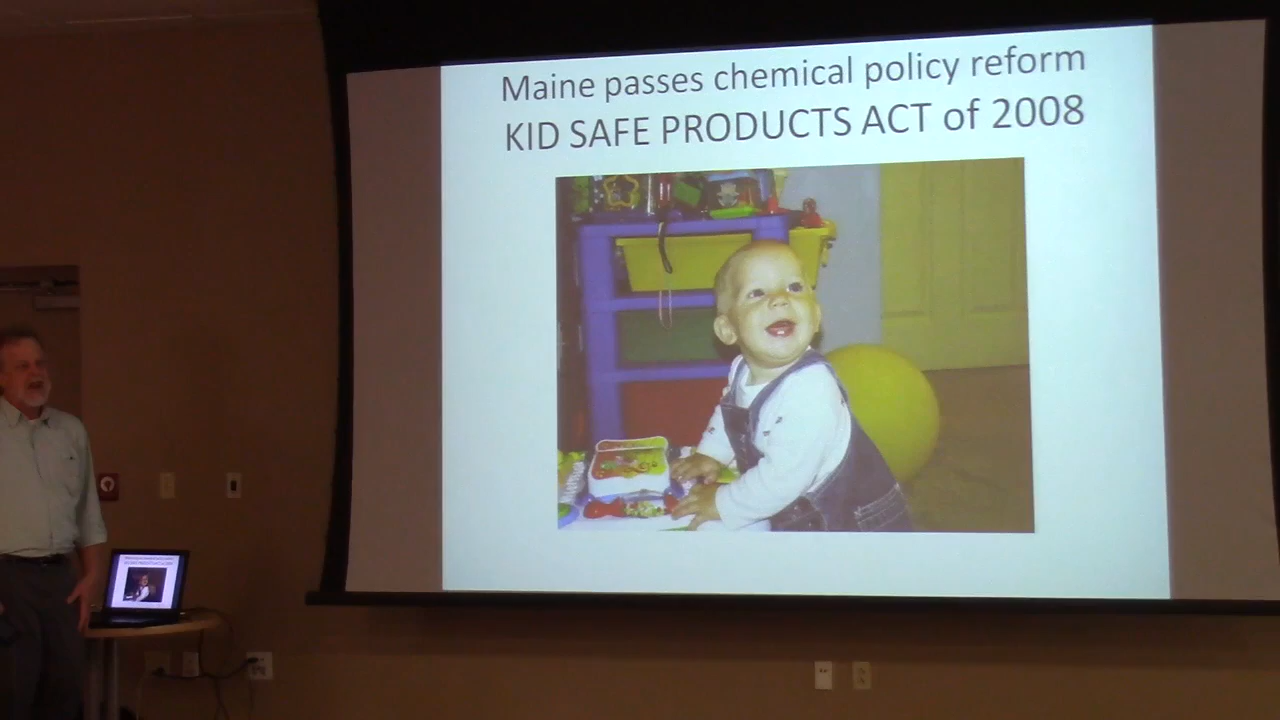 Maine passes chemical policy reform
KID SAFE PRODUCTS ACT of 2008